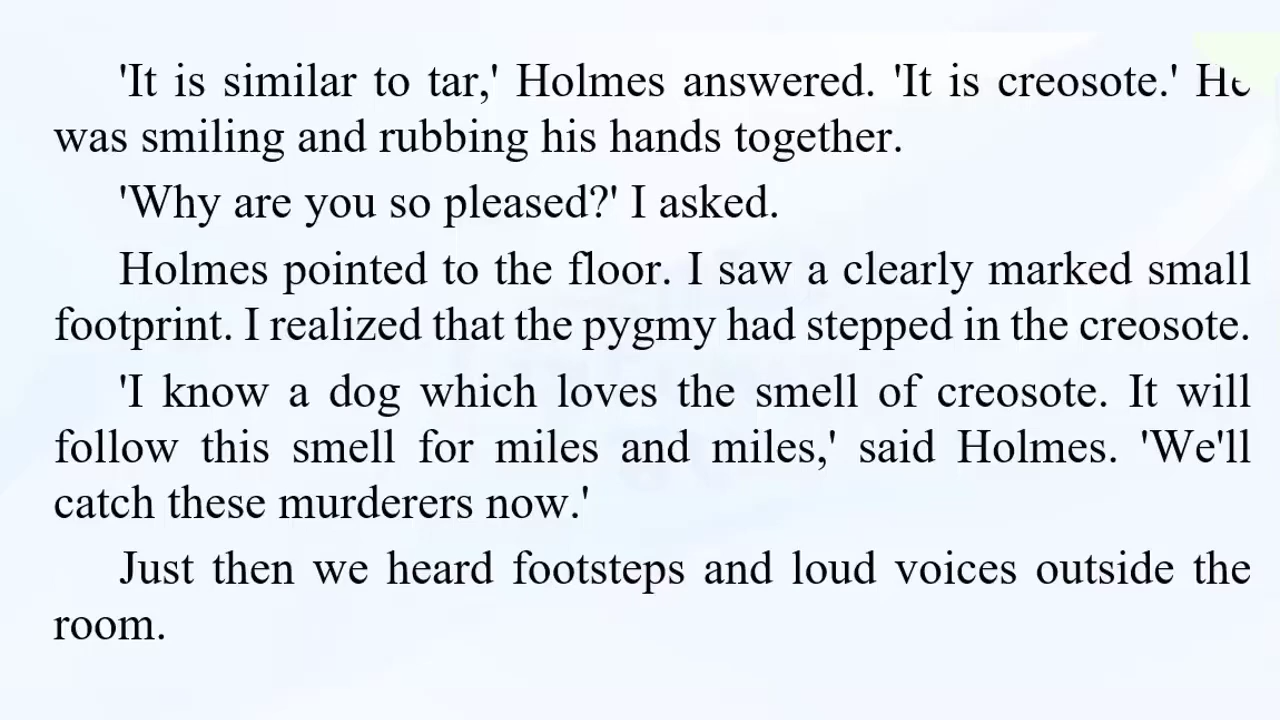 'It is similar to tar,' Holmes answered. 'It is creosote.' He
was smiling and rubbing his hands together.
'Why are you so pleased?' I asked.
Holmes pointed to the floor. I saw a clearly marked small
footprint. I realized that the pygmy had stepped in the creosote.
'I know a dog which loves the smell of creosote. It will
follow this smell for miles and miles,' said Holmes. 'We'll
catch these murderers now.'
Just then we heard footsteps and loud voices outside the
room.